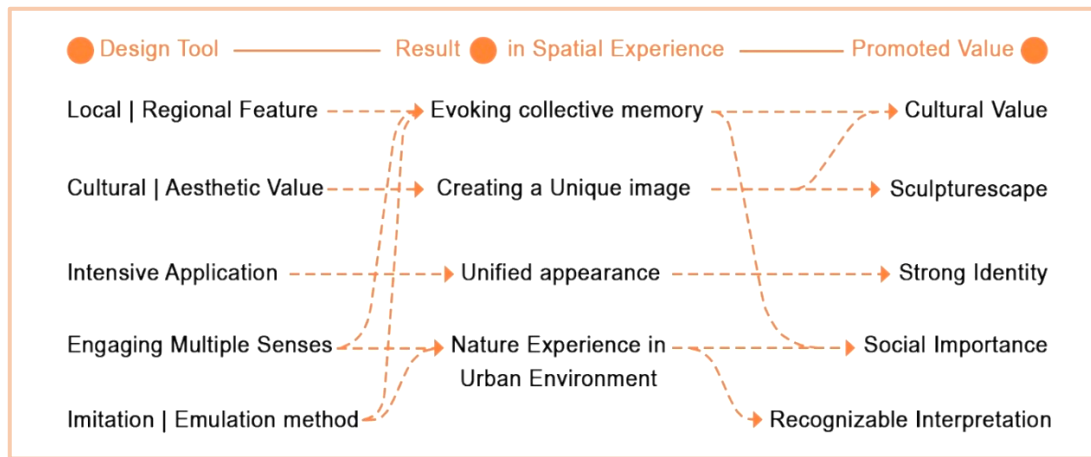 Design Tool Result in Spatial Experience Promoted Value
Local | Regional Feature Evoking collective memory Cultural Value
Cultural | Aesthetic Value Creating a Unique image Sculpturescape
Intensive Application Unified appearance Strong Identity
Engaging Multiple Senses Nature Experience in Social Importance
Urban Environment
Imitation | Emulation method Recognizable Interpretation